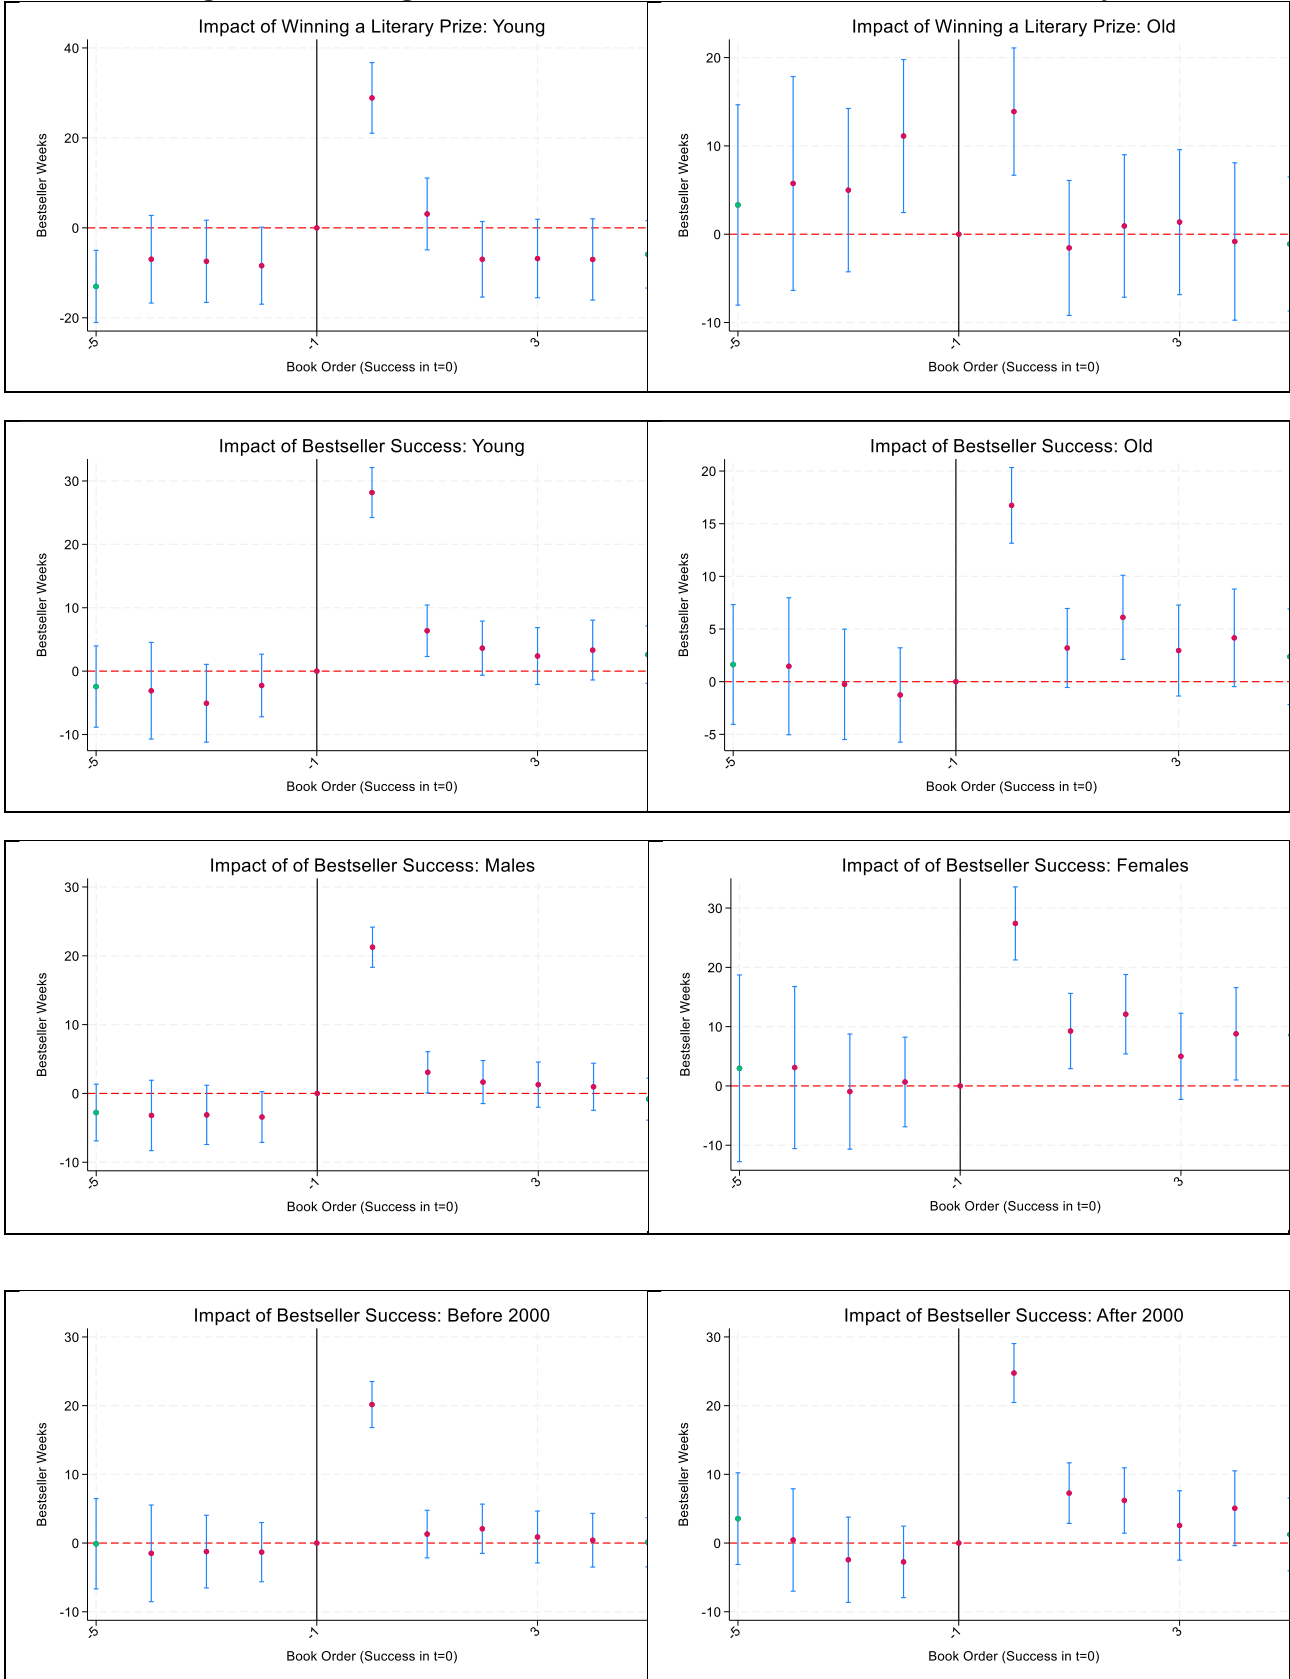 Impact of Winning a Literary Prize: Young
40
20
0
-20
Bestseller Weeks
-5
-1
3
Book Order (Success in t=0)
Impact of Winning a Literary Prize: Old
20
10
0
-10
Bestseller Weeks
-5
-1
3
Book Order (Success in t=0)
Impact of Bestseller Success: Young
30
20
10
0
-10
Bestseller Weeks
-5
-1
3
Book Order (Success in t=0)
Impact of Bestseller Success: Old
20
15
10
5
0
-5
Bestseller Weeks
-5
-1
3
Book Order (Success in t=0)
Impact of of Bestseller Success: Males
30
20
10
0
-10
Bestseller Weeks
-5
-1
3
Book Order (Success in t=0)
Impact of of Bestseller Success: Females
30
20
10
0
-10
Bestseller Weeks
-5
-1
3
Book Order (Success in t=0)
Impact of Bestseller Success: Before 2000
30
20
10
0
-10
Bestseller Weeks
-5
-1
3
Book Order (Success in t=0)
Impact of Bestseller Success: After 2000
30
20
10
0
-10
Bestseller Weeks
-5
-1
3
Book Order (Success in t=0)